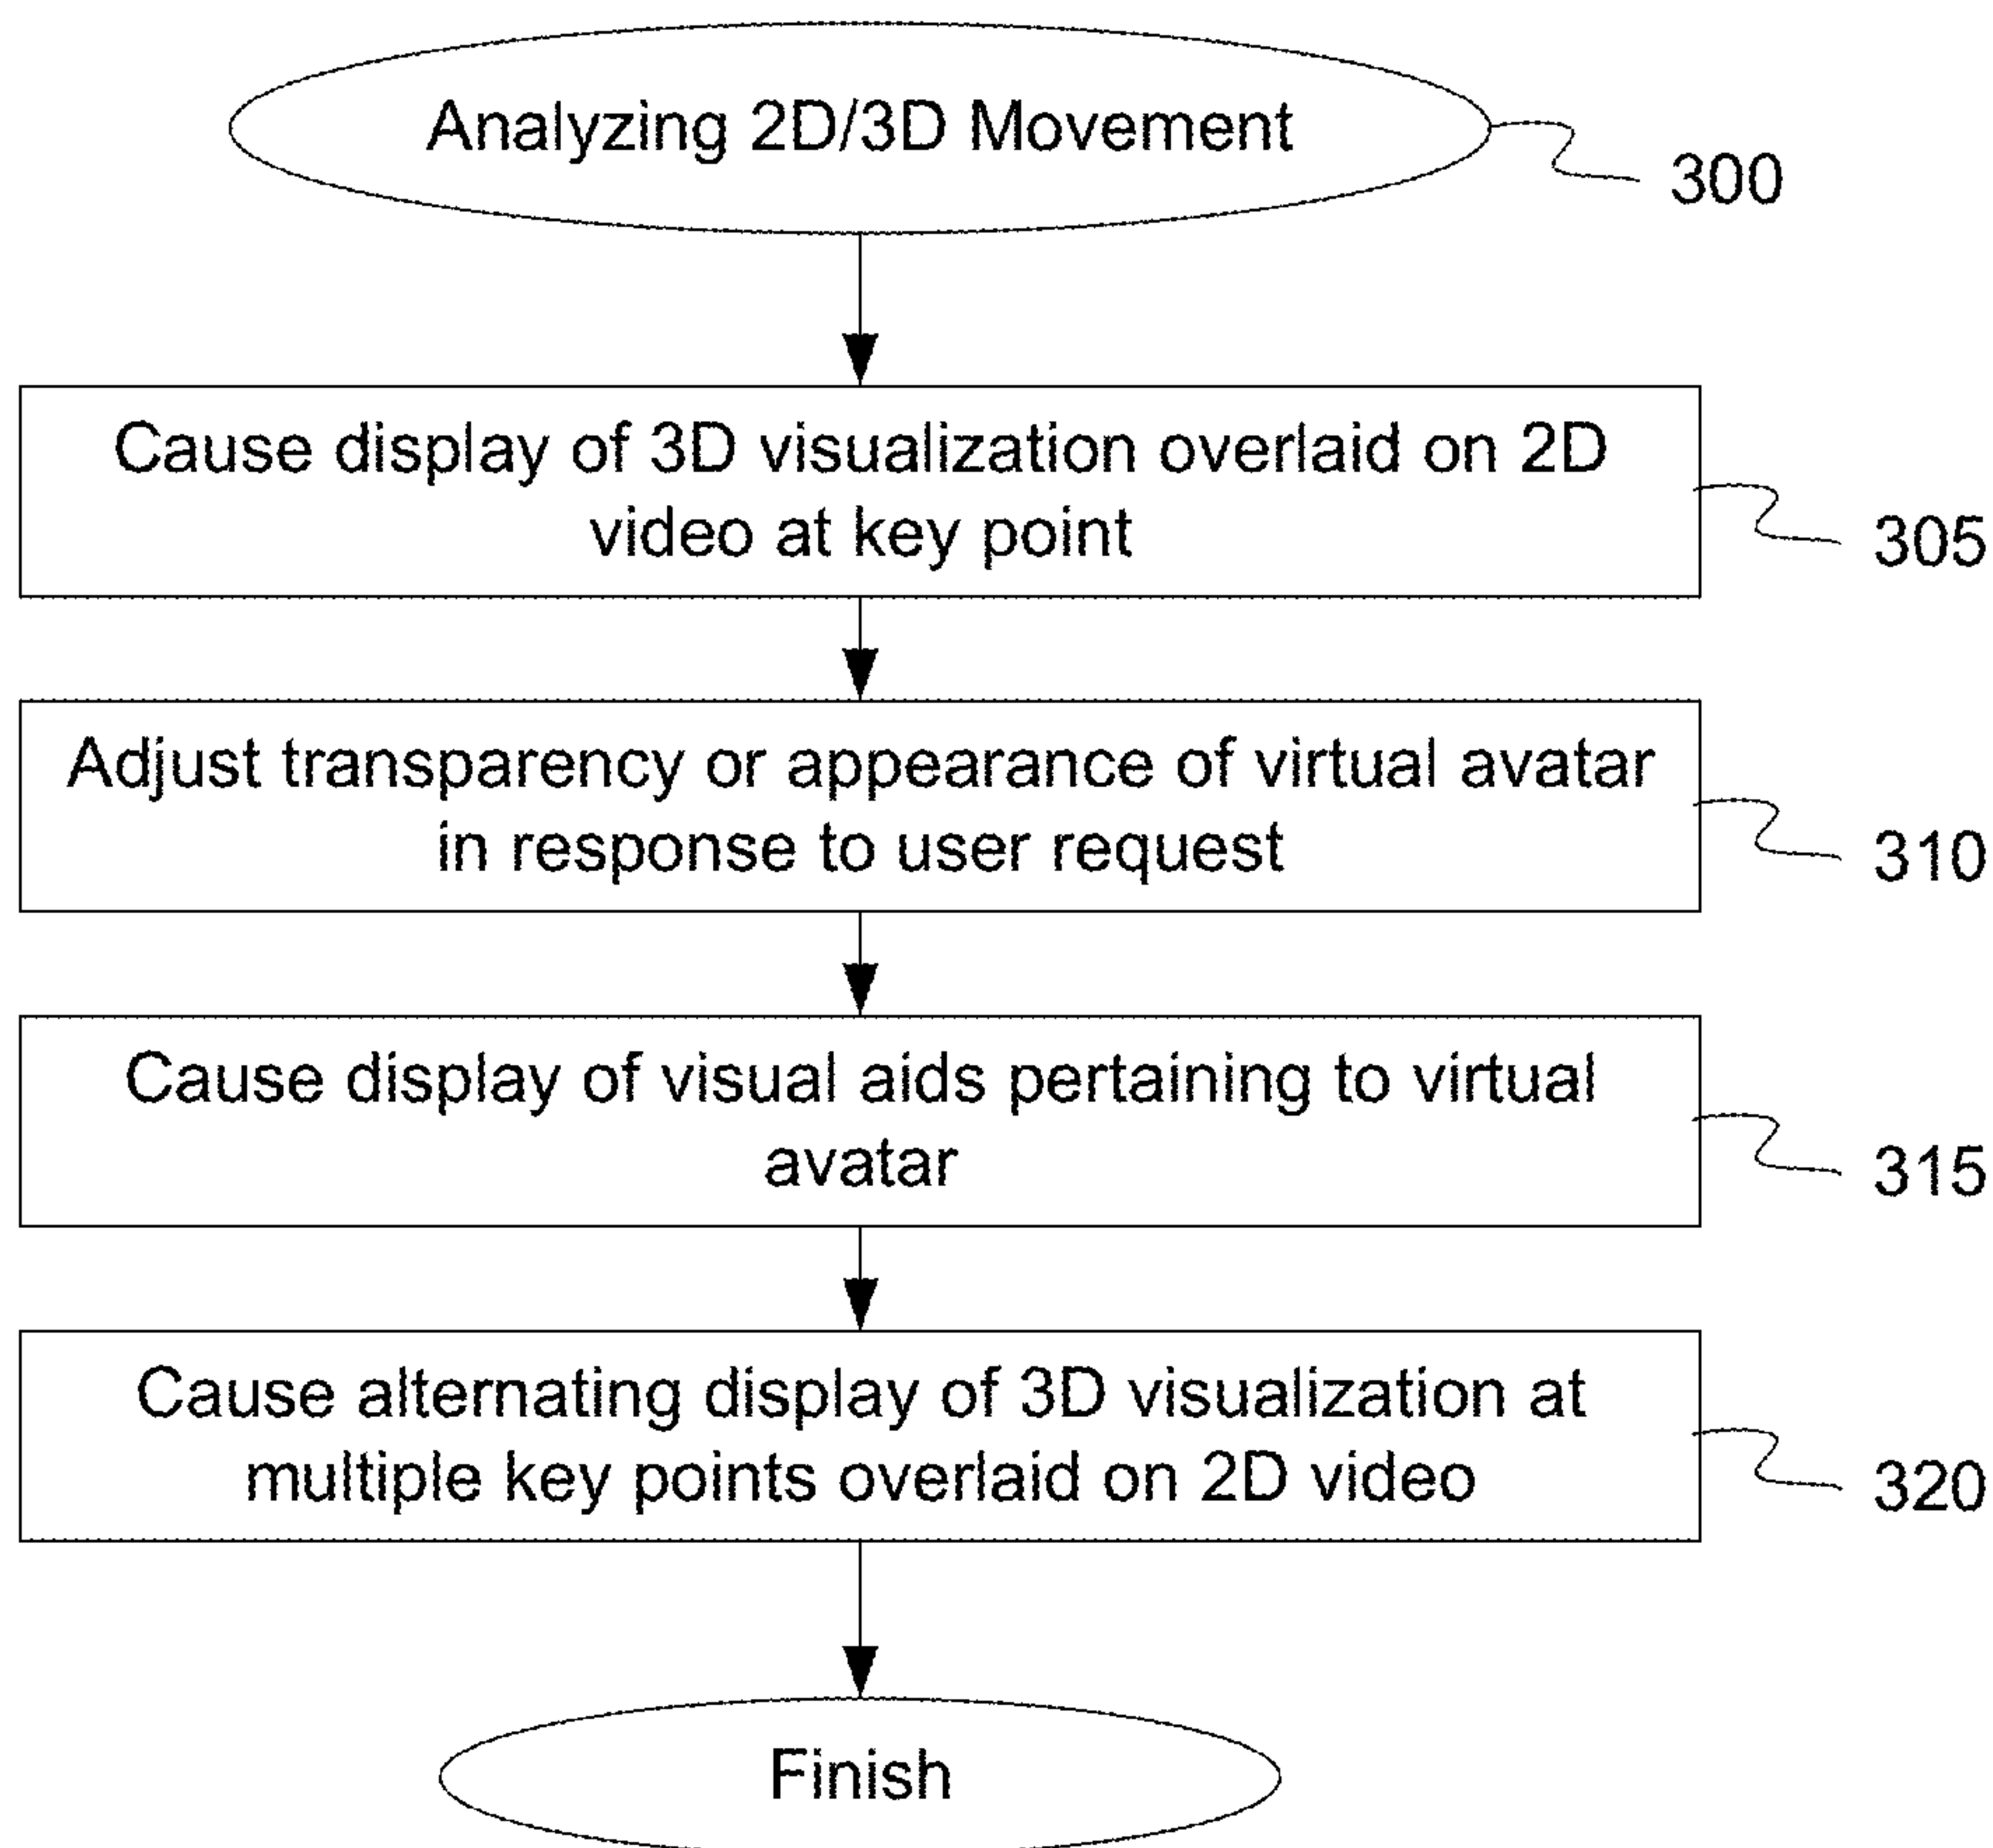 Analyzing 2D/3D Movement
300
Cause display of 3D visualization overlaid on 2D
video at key point
305
Adjust transparency or appearance of virtual avatar
in response to user request
310
Cause display of visual aids pertaining to virtual
avatar
315
Cause alternating display of 3D visualization at
multiple key points overlaid on 2D video
320
Finish